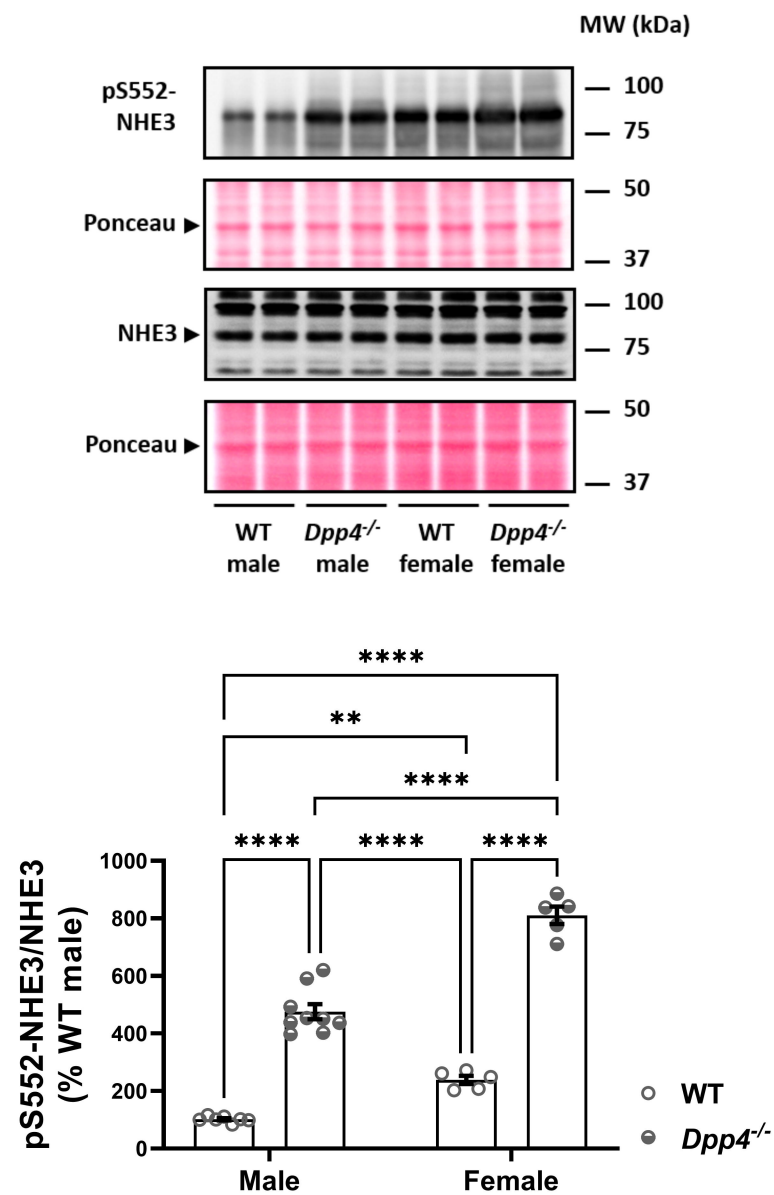 MW (kDa)
pS552-
NHE3
100
75
Ponceau
50
37
NHE3
100
75
Ponceau
50
37
WT
male
Dpp4-/-
male
WT
female
Dpp4-/-
female
****
**
****
**** **** ****
pS552-NHE3/NHE3
(% WT male)
1000
800
600
400
200
0
Male Female
WT
Dpp4-/-